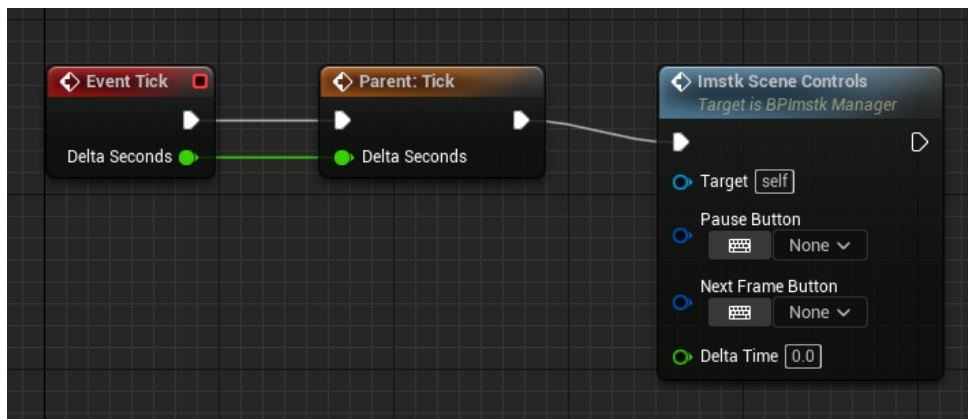 Event Tick
Delta Seconds
Parent: Tick
Delta Seconds
Imstk Scene Controls
Target is BPImstk Manager
Target self
Pause Button
None
Next Frame Button
None
Delta Time 0.0